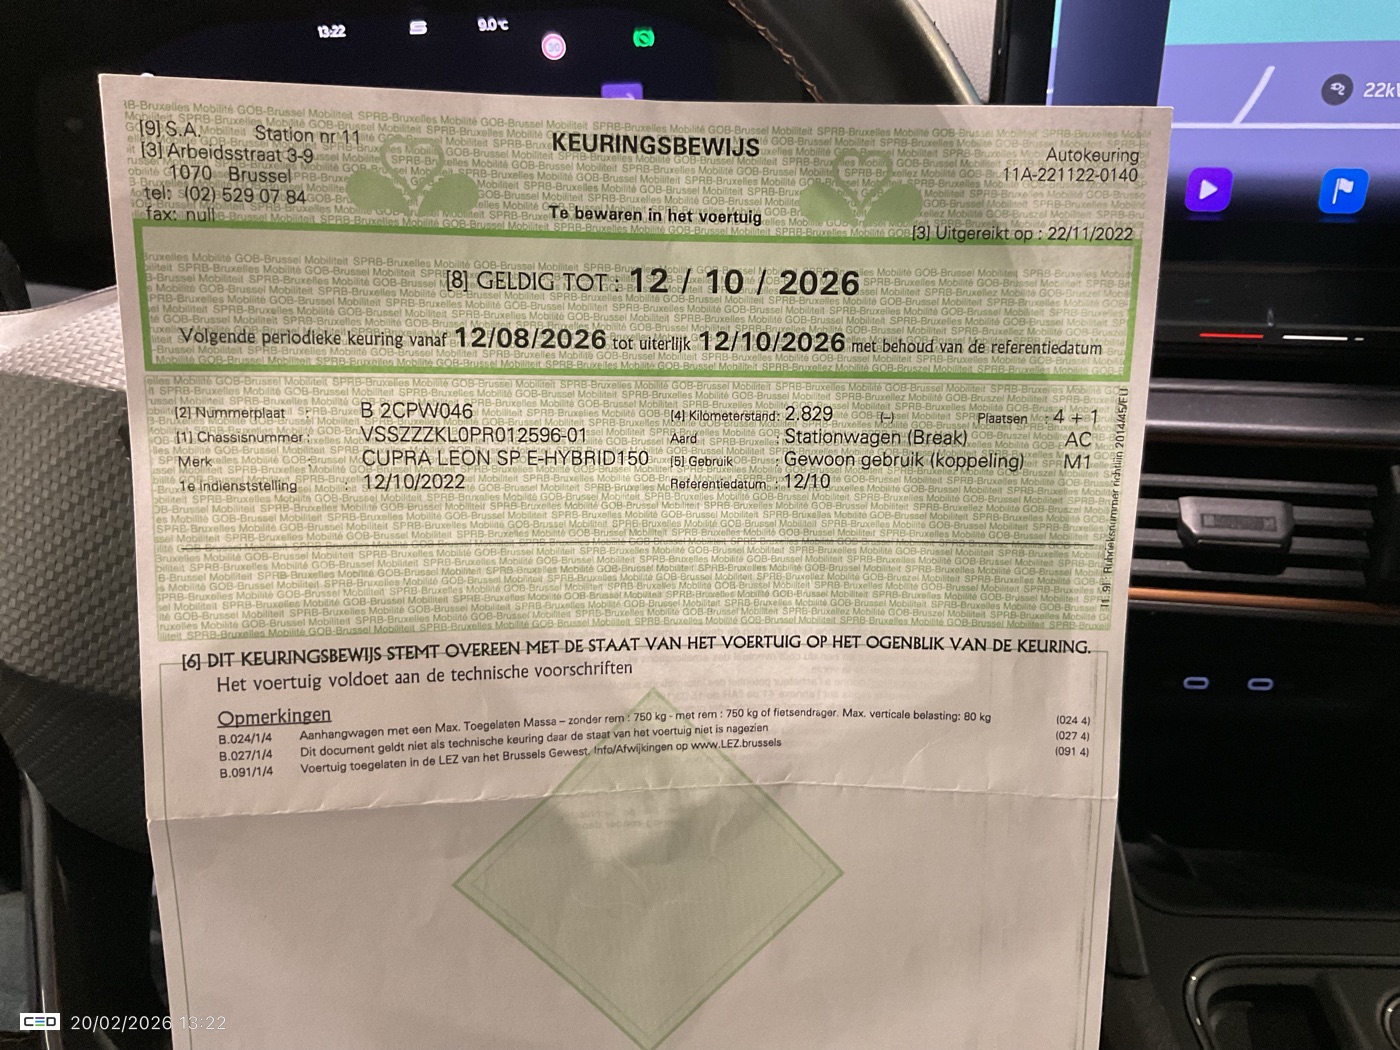 13:22
9.0°C
22k
[9] S.A. Station nr 11
[3] Arbeidsstraat 3-9
1070 Brussel
tel: (02) 529 07 84
fax: null
KEURINGSBEWIJS
Te bewaren in het voertuig
Autokeuring
11A-221122-0140
[3] Uitgereikt op : 22/11/2022
[8] GELDIG TOT : 12 / 10 / 2026
Volgende periodieke keuring vanaf 12/08/2026 tot uiterlijk 12/10/2026 met behoud van de referentiedatum
[2] Nummerplaat : B 2CPW046 [4] Kilometerstand: 2.829 (--) Plaatsen : 4 + 1
[1] Chassisnummer : VSSZZZKL0PR012596-01 Aard : Stationwagen (Break) AC
Merk : CUPRA LEON SP E-HYBRID150 [5] Gebruik : Gewoon gebruik (koppeling) M1
1e indienststelling : 12/10/2022 Referentiedatum : 12/10
Rubrieksnummer richtlijn 2014/45/EU
[6] DIT KEURINGSBEWIJS STEMT OVEREEN MET DE STAAT VAN HET VOERTUIG OP HET OGENBLIK VAN DE KEURING.
Het voertuig voldoet aan de technische voorschriften
Opmerkingen
B.024/1/4 Aanhangwagen met een Max. Toegelaten Massa – zonder rem : 750 kg - met rem : 750 kg of fietsendrager. Max. verticale belasting: 80 kg (024 4)
B.027/1/4 Dit document geldt niet als technische keuring daar de staat van het voertuig niet is nagezien (027 4)
B.091/1/4 Voertuig toegelaten in de LEZ van het Brussels Gewest. Info/Afwijkingen op www.LEZ.brussels (091 4)
CED 20/02/2026 13:22